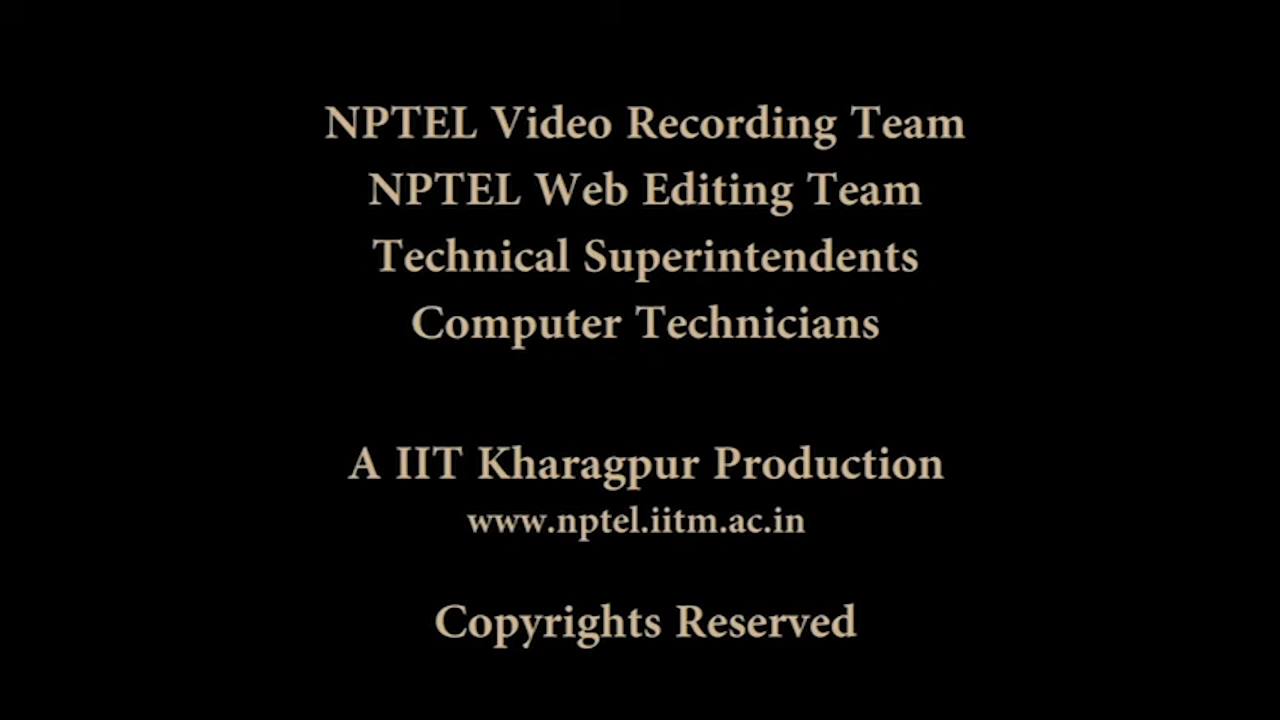 NPTEL Video Recording Team
NPTEL Web Editing Team
Technical Superintendents
Computer Technicians
A IIT Kharagpur Production
www.nptel.iitm.ac.in
Copyrights Reserved